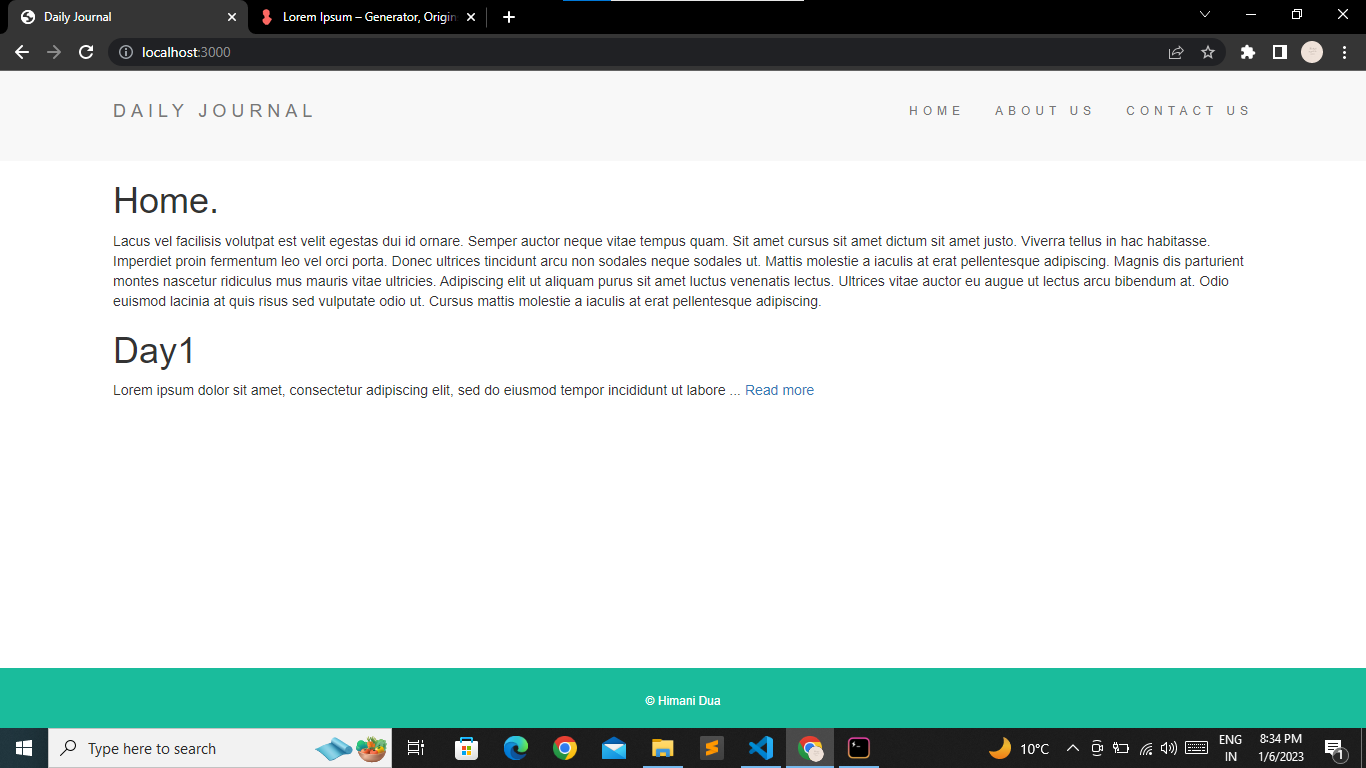 Daily Journal
Lorem Ipsum – Generator, Origin
localhost:3000
DAILY JOURNAL
HOME ABOUT US CONTACT US
Home.
Lacus vel facilisis volutpat est velit egestas dui id ornare. Semper auctor neque vitae tempus quam. Sit amet cursus sit amet dictum sit amet justo. Viverra tellus in hac habitasse.
Imperdiet proin fermentum leo vel orci porta. Donec ultrices tincidunt arcu non sodales neque sodales ut. Mattis molestie a iaculis at erat pellentesque adipiscing. Magnis dis parturient
montes nascetur ridiculus mus mauris vitae ultricies. Adipiscing elit ut aliquam purus sit amet luctus venenatis lectus. Ultrices vitae auctor eu augue ut lectus arcu bibendum at. Odio
euismod lacinia at quis risus sed vulputate odio ut. Cursus mattis molestie a iaculis at erat pellentesque adipiscing.
Day1
Lorem ipsum dolor sit amet, consectetur adipiscing elit, sed do eiusmod tempor incididunt ut labore ... Read more
© Himani Dua
Type here to search
10°C
ENG
IN
8:34 PM
1/6/2023
1